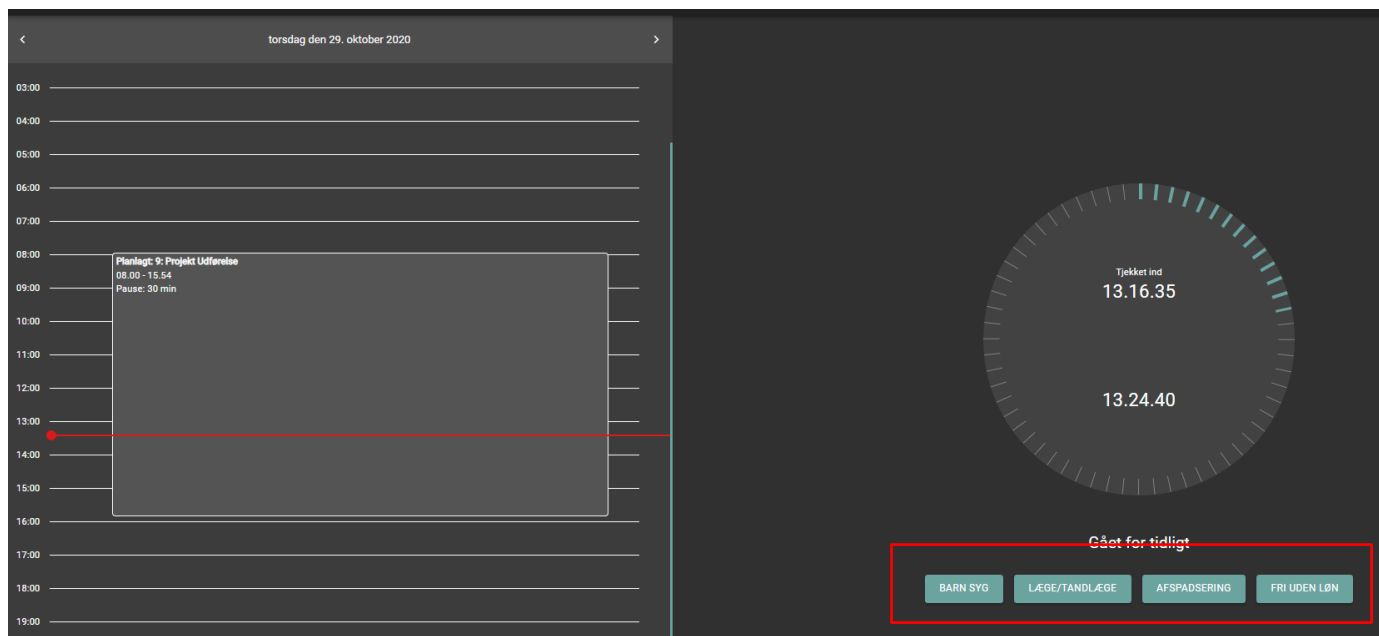 torsdag den 29. oktober 2020
03:00
04:00
05:00
06:00
07:00
08:00
Planlagt: 9: Projekt Udførelse
08.00 - 15.54
09:00
Pause: 30 min
10:00
11:00
12:00
13:00
14:00
15:00
16:00
17:00
18:00
19:00
Tjekket ind
13.16.35
13.24.40
Gået for tidligt
BARN SYG
LÆGE/TANDLÆGE
AFSPADSERING
FRI UDEN LØN